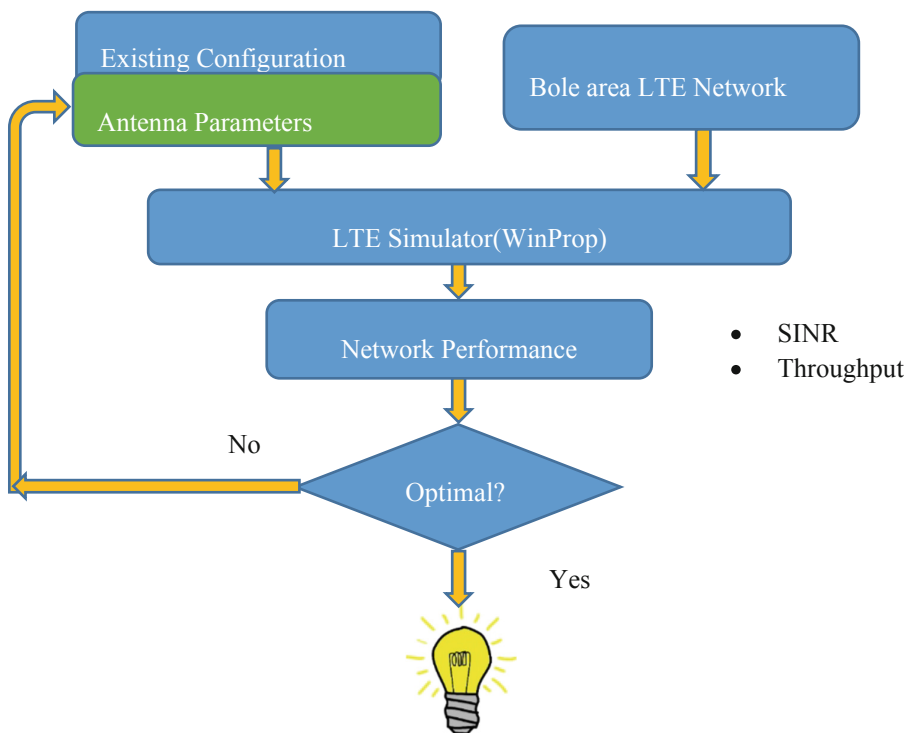 Existing Configuration
Bole area LTE Network
Antenna Parameters
LTE Simulator(WinProp)
Network Performance
• SINR
• Throughput
No
Optimal?
Yes